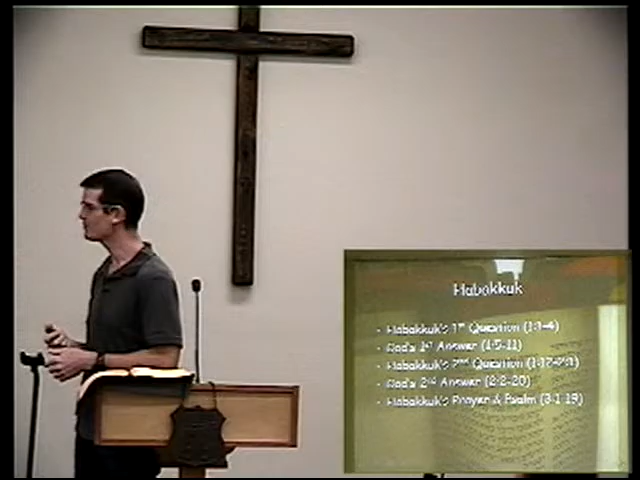 Habakkuk
- Habakkuk's 1st Question (1:1-4)
- God's 1st Answer (1:5-11)
- Habakkuk's 2nd Question (1:12-2:1)
- God's 2nd Answer (2:2-20)
- Habakkuk's Prayer & Psalm (3:1-19)